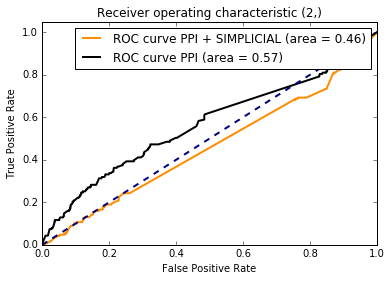 Receiver operating characteristic (2,)
ROC curve PPI + SIMPLICIAL (area = 0.46)
ROC curve PPI (area = 0.57)
True Positive Rate
1.0
0.8
0.6
0.4
0.2
0.0
0.0 0.2 0.4 0.6 0.8 1.0
False Positive Rate